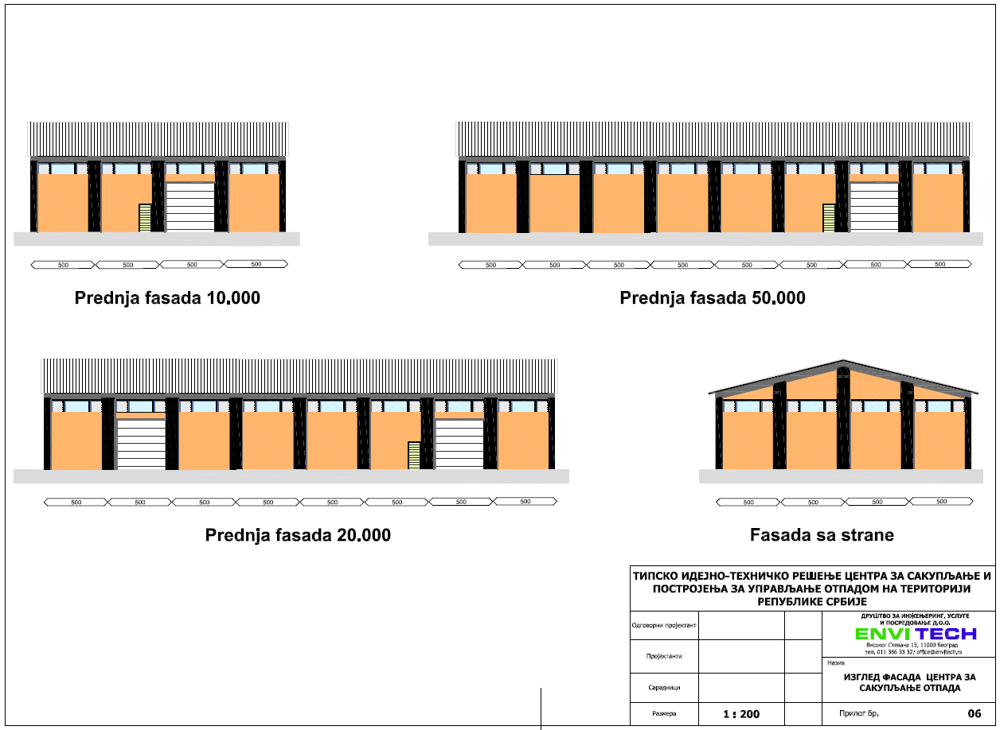 500 500 500 500
Prednja fasada 10.000
500 500 500 500 500 500 500 500
Prednja fasada 50.000
500 500 500 500 500 500 500 500
Prednja fasada 20.000
500 500 500 500
Fasada sa strane
ТИПСКО ИДЕЈНО-ТЕХНИЧКО РЕШЕЊЕ ЦЕНТРА ЗА САКУПЉАЊЕ И
ПОСТРОЈЕЊА ЗА УПРАВЉАЊЕ ОТПАДОМ НА ТЕРИТОРИЈИ
РЕПУБЛИКЕ СРБИЈЕ
Одговорни пројектант
Пројектанти
Сарадници
Размера
1 : 200
ДРУШТВО ЗА ИНЖЕЊЕРИНГ, УСЛУГЕ
И ПОСРЕДОВАЊЕ Д.О.О.
ENVI TECH
Високог Стевана 15, 11000 Београд
тел. 011 386 33 32; office@envitech.rs
Назив
ИЗГЛЕД ФАСАДА ЦЕНТРА ЗА
САКУПЉАЊЕ ОТПАДА
Прилог бр. 06